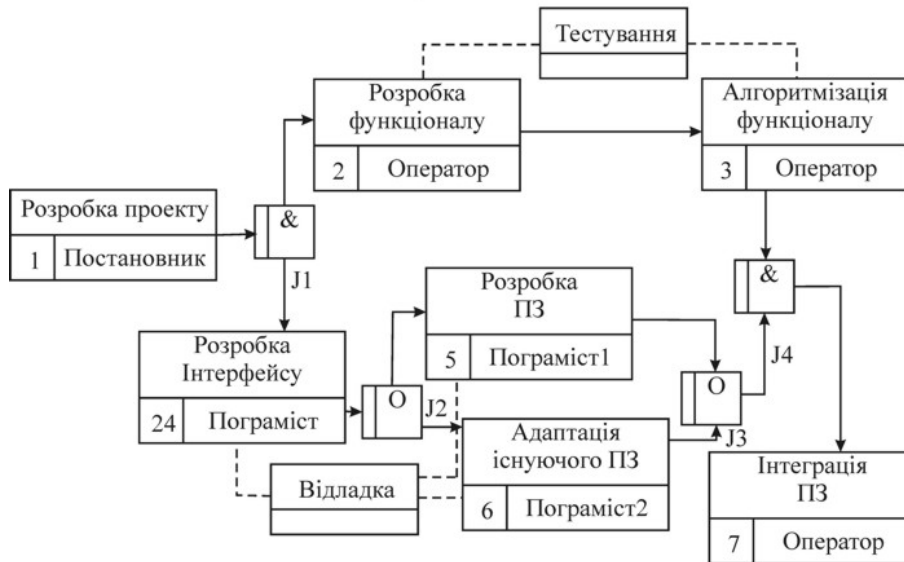 Тестування
Розробка
функціоналу
2
Оператор
Алгоритмізація
функціоналу
3
Оператор
Розробка проекту
1
Постановник
&
J1
Розробка
Інтерфейсу
24
Пограміст
O
J2
Розробка
ПЗ
5
Пограміст1
Адаптація
існуючого ПЗ
6
Пограміст2
O
J3
&
J4
Відладка
Інтеграція
ПЗ
7
Оператор